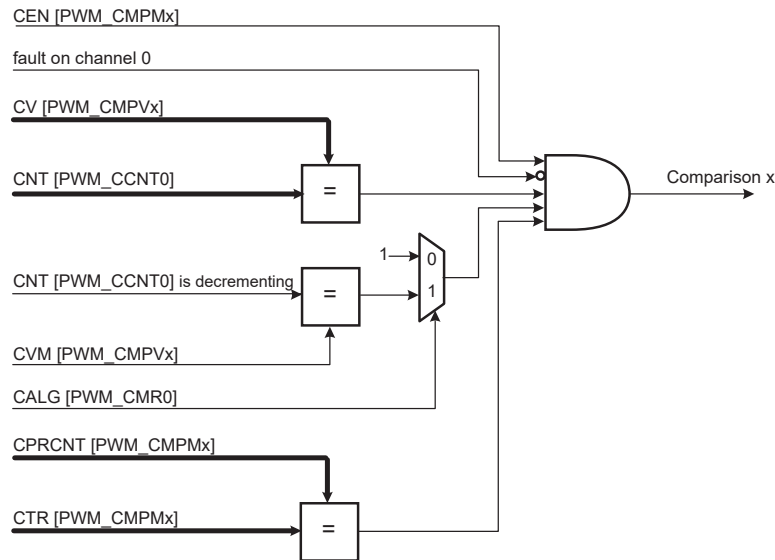 CEN [PWM_CMPMx]
fault on channel 0
CV [PWM_CMPVx]
CNT [PWM_CCNT0]
=
Comparison x
1
0
CNT [PWM_CCNT0] is decrementing
=
1
CVM [PWM_CMPVx]
CALG [PWM_CMR0]
CPRCNT [PWM_CMPMx]
CTR [PWM_CMPMx]
=